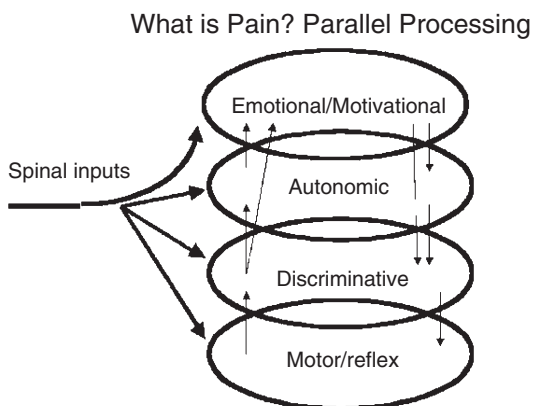 What is Pain? Parallel Processing
Emotional/Motivational
Spinal inputs
Autonomic
Discriminative
Motor/reflex